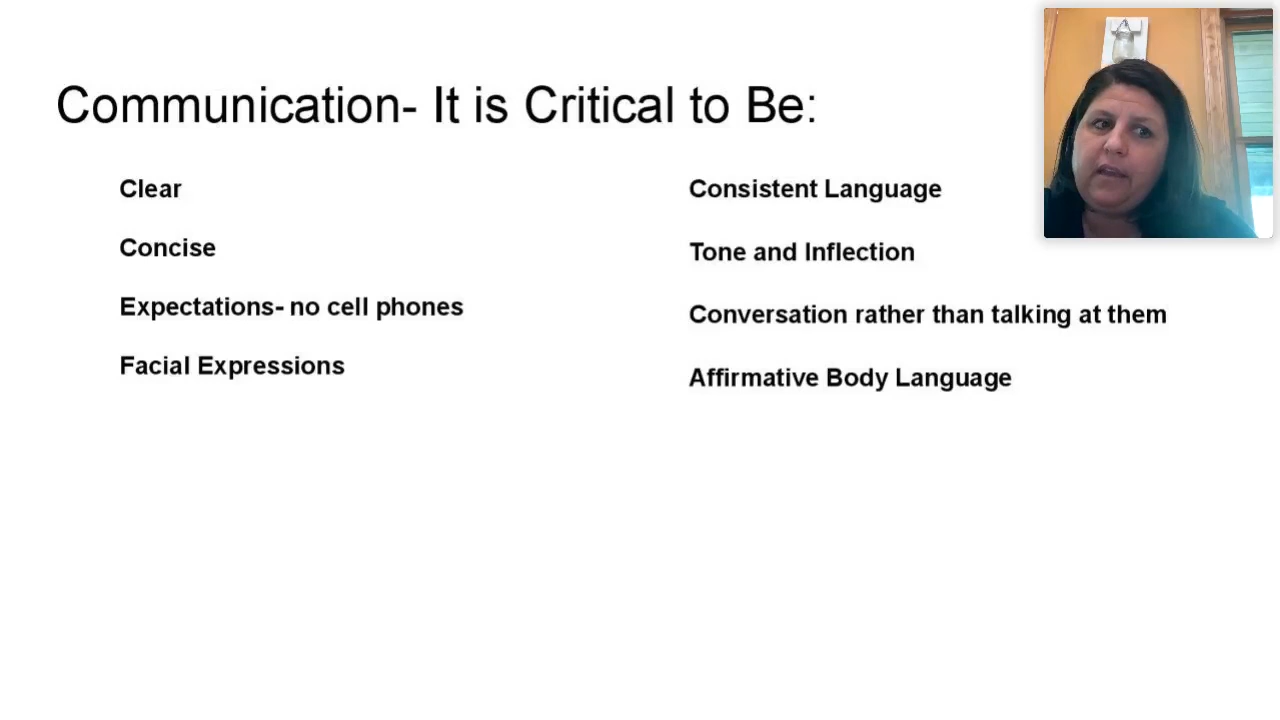 Communication- It is Critical to Be:
Clear
Concise
Expectations- no cell phones
Facial Expressions
Consistent Language
Tone and Inflection
Conversation rather than talking at them
Affirmative Body Language